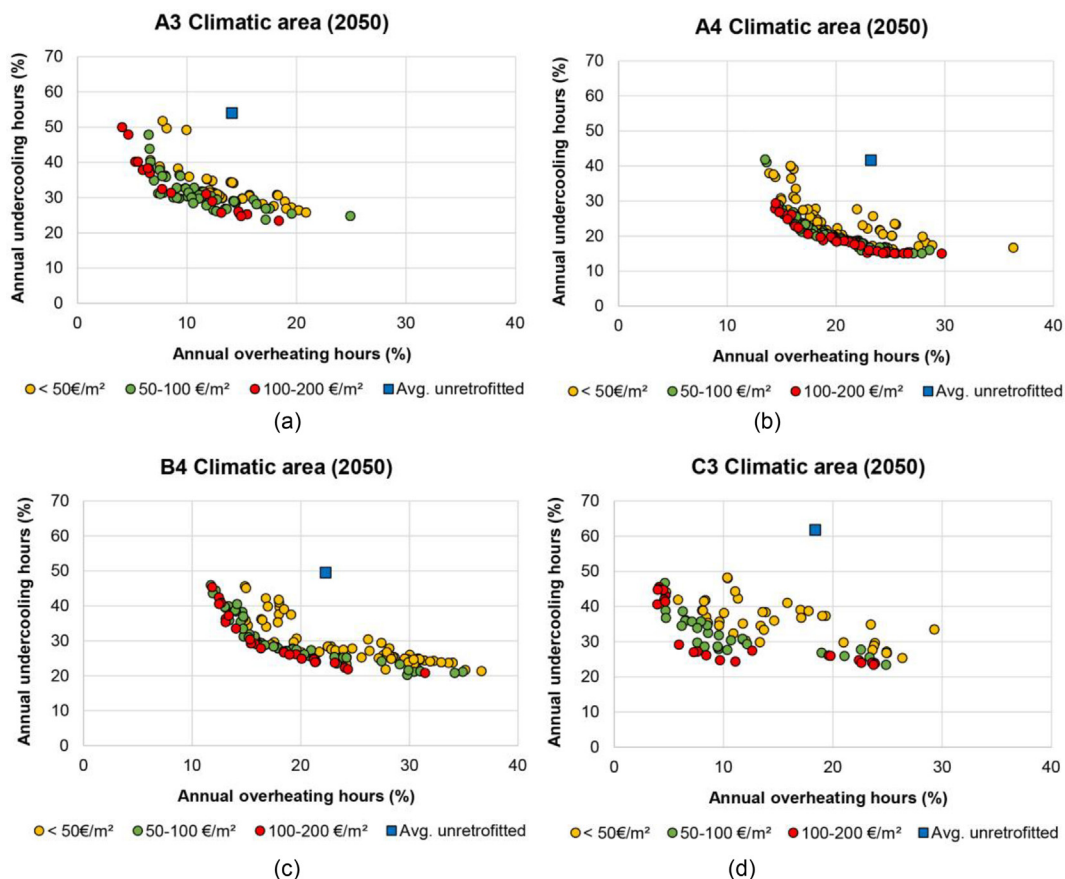 A3 Climatic area (2050)
Annual undercooling hours (%)
70
60
50
40
30
20
10
0
0 10 20 30 40
Annual overheating hours (%)
< 50€/m² 50-100 €/m² 100-200 €/m² Avg. unretrofitted
(a)
A4 Climatic area (2050)
Annual undercooling hours (%)
70
60
50
40
30
20
10
0
0 10 20 30 40
Annual overheating hours (%)
< 50€/m² 50-100 €/m² 100-200 €/m² Avg. unretrofitted
(b)
B4 Climatic area (2050)
Annual undercooling hours (%)
70
60
50
40
30
20
10
0
0 10 20 30 40
Annual overheating hours (%)
< 50€/m² 50-100 €/m² 100-200 €/m² Avg. unretrofitted
(c)
C3 Climatic area (2050)
Annual undercooling hours (%)
70
60
50
40
30
20
10
0
0 10 20 30 40
Annual overheating hours (%)
< 50€/m² 50-100 €/m² 100-200 €/m² Avg. unretrofitted
(d)